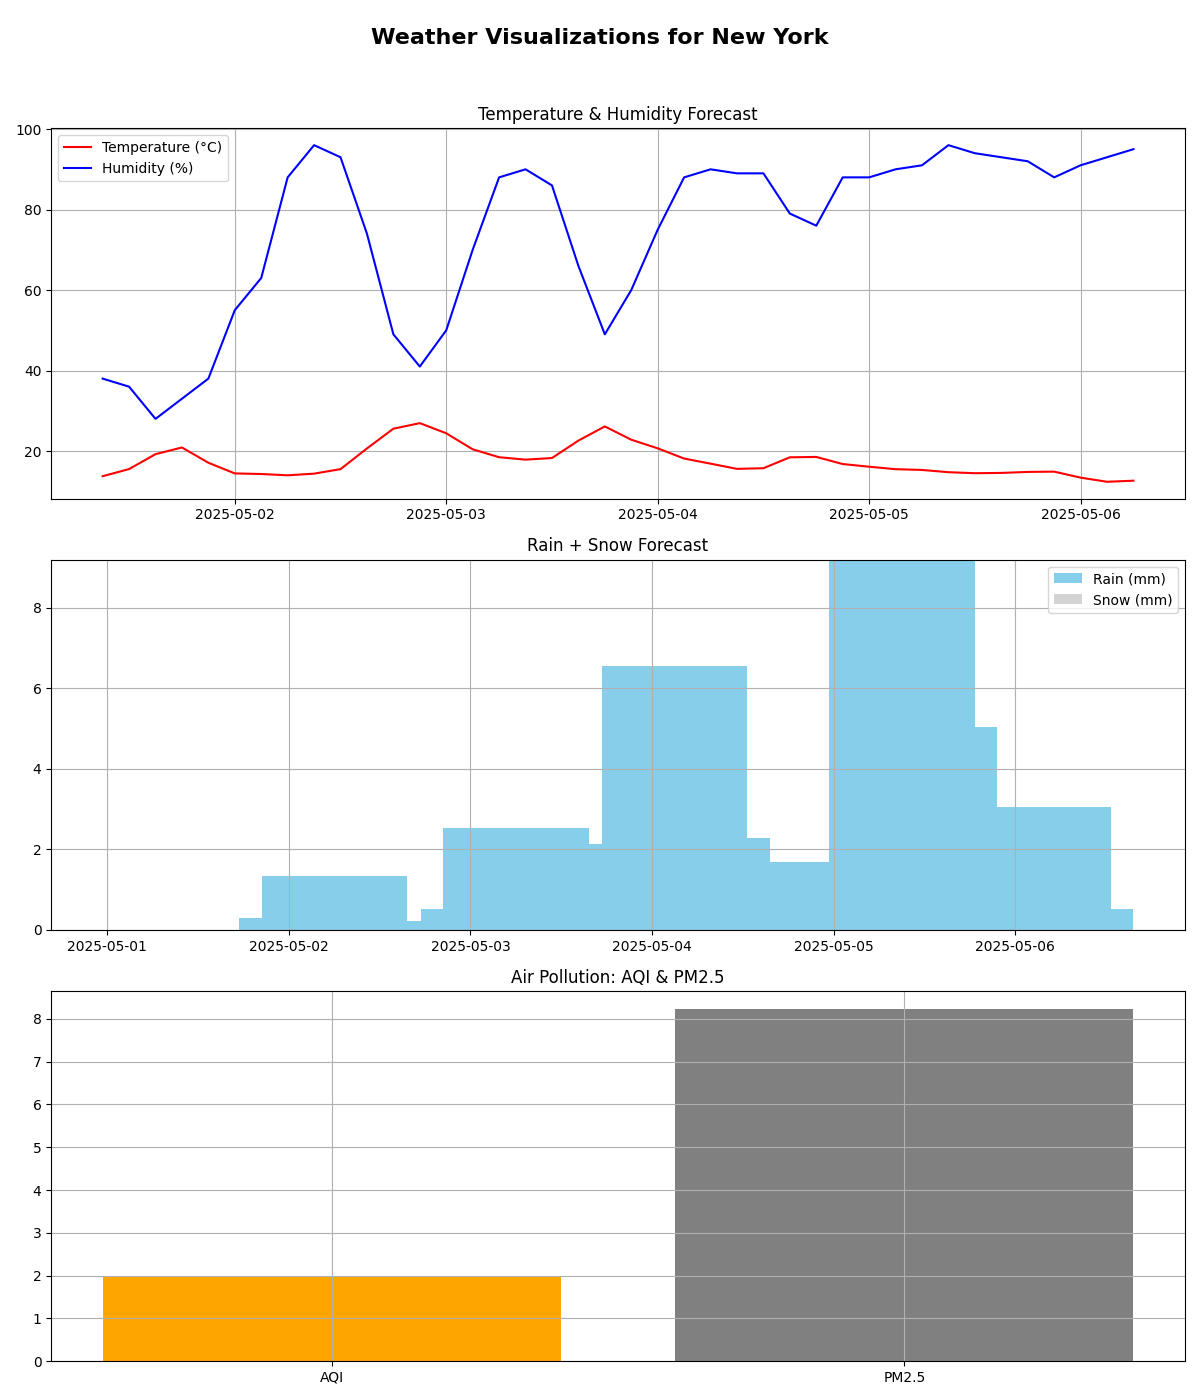 Weather Visualizations for New York
Temperature & Humidity Forecast
Temperature (°C)
Humidity (%)
100
80
60
40
20
2025-05-02 2025-05-03 2025-05-04 2025-05-05 2025-05-06
Rain + Snow Forecast
Rain (mm)
Snow (mm)
8
6
4
2
0
2025-05-01 2025-05-02 2025-05-03 2025-05-04 2025-05-05 2025-05-06
Air Pollution: AQI & PM2.5
8
7
6
5
4
3
2
1
0
AQI PM2.5